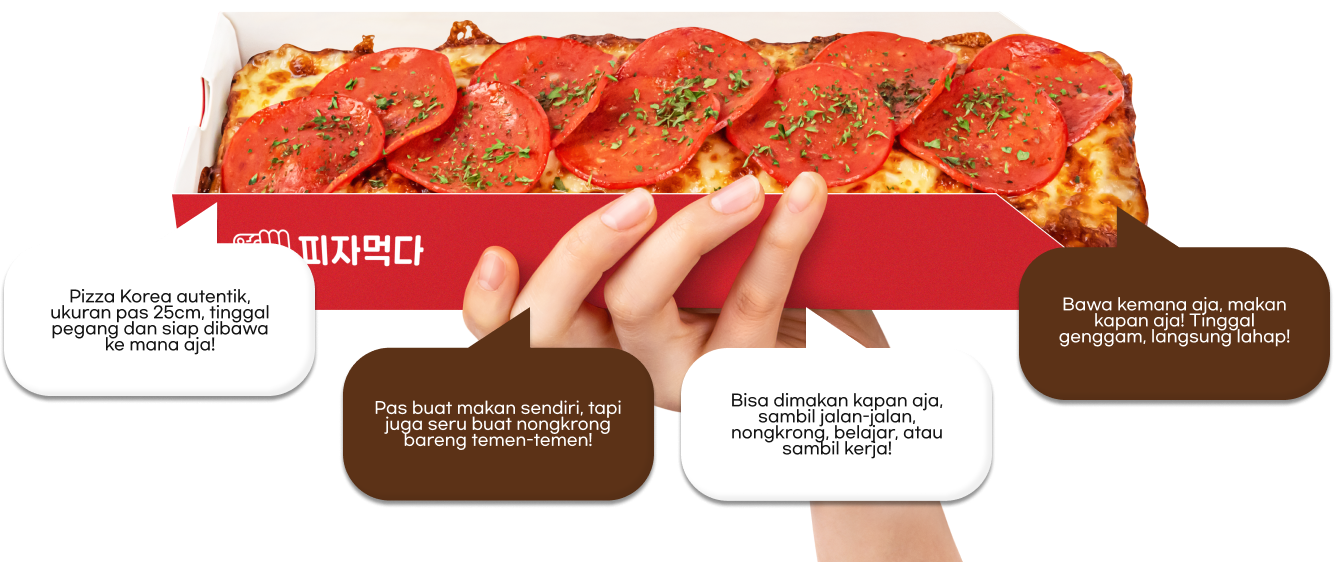 피자먹다
Pizza Korea autentik,
ukuran pas 25cm, tinggal
pegang dan siap dibawa
ke mana aja!
Pas buat makan sendiri, tapi
juga seru buat nongkrong
bareng temen-temen!
Bisa dimakan kapan aja,
sambil jalan-jalan,
nongkrong, belajar, atau
sambil kerja!
Bawa kemana aja, makan
kapan aja! Tinggal
genggam, langsung lahap!